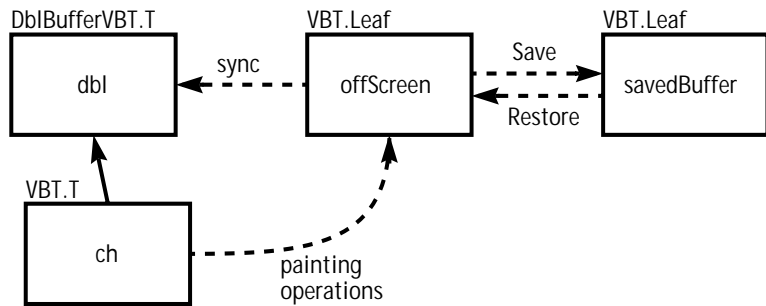 DblBufferVBT.T
VBT.Leaf
VBT.Leaf
dbl
sync
offScreen
Save
Restore
savedBuffer
VBT.T
ch
painting
operations